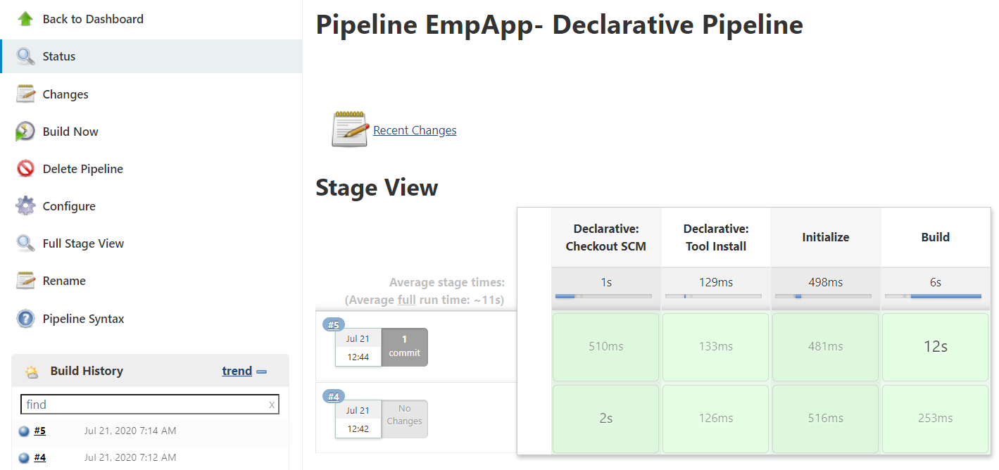 Back to Dashboard
Status
Changes
Build Now
Delete Pipeline
Configure
Full Stage View
Rename
Pipeline Syntax
Build History trend
find x
#5 Jul 21, 2020 7:14 AM
#4 Jul 21, 2020 7:12 AM
Pipeline EmpApp- Declarative Pipeline
Recent Changes
Stage View
Declarative: Checkout SCM
Declarative: Tool Install
Initialize
Build
Average stage times:
(Average full run time: ~11s)
1s 129ms 498ms 6s
#5
Jul 21
12:44
1
commit
510ms 133ms 481ms 12s
#4
Jul 21
12:42
No
Changes
2s 126ms 516ms 253ms